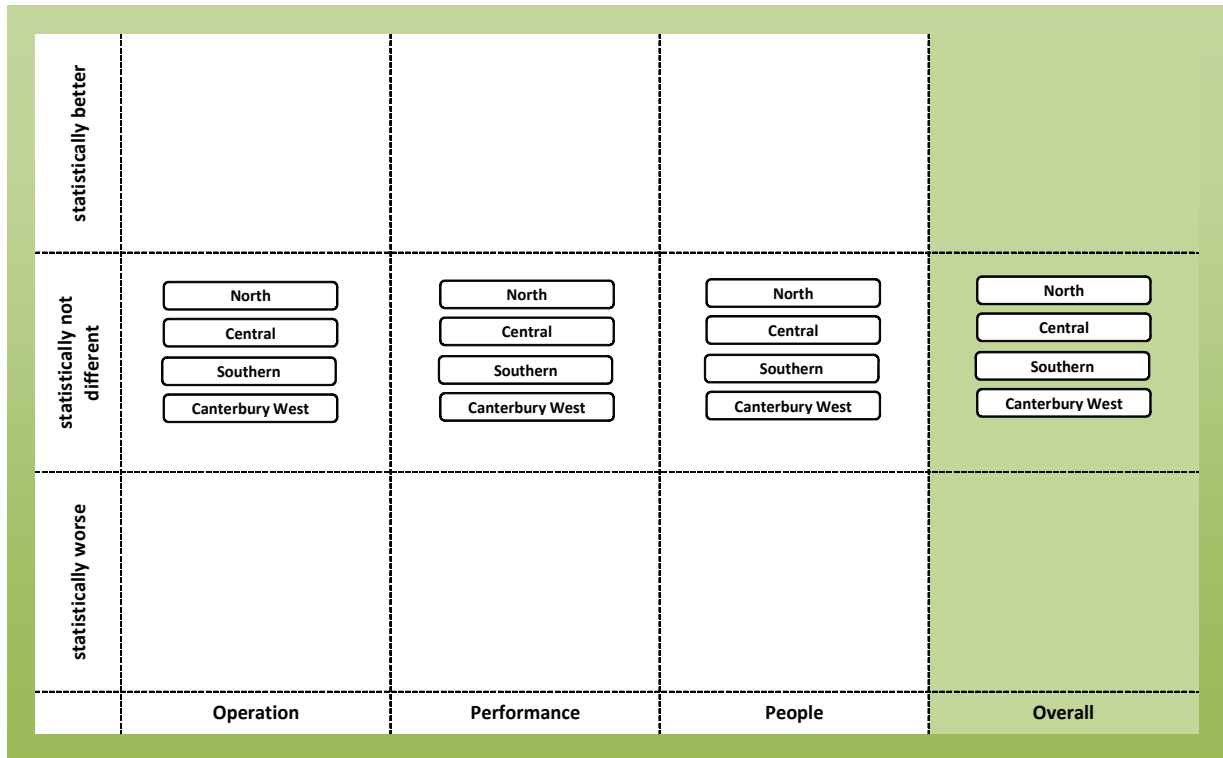 statistically better
statistically not
different
North
Central
Southern
Canterbury West
North
Central
Southern
Canterbury West
North
Central
Southern
Canterbury West
North
Central
Southern
Canterbury West
statistically worse
Operation
Performance
People
Overall